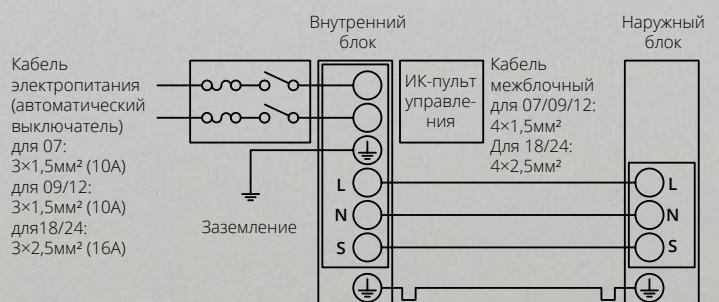 Внутренний
блок
Наружный
блок
Кабель
электропитания
(автоматический
выключатель)
для 07:
3×1,5мм² (10А)
для 09/12:
3×1,5мм² (10А)
для18/24:
3×2,5мм² (16А)
ИК-пульт
управле-
ния
Кабель
межблочный
для 07/09/12:
4×1,5мм²
Для 18/24:
4×2,5мм²
Заземление
L
N
S
L
N
S